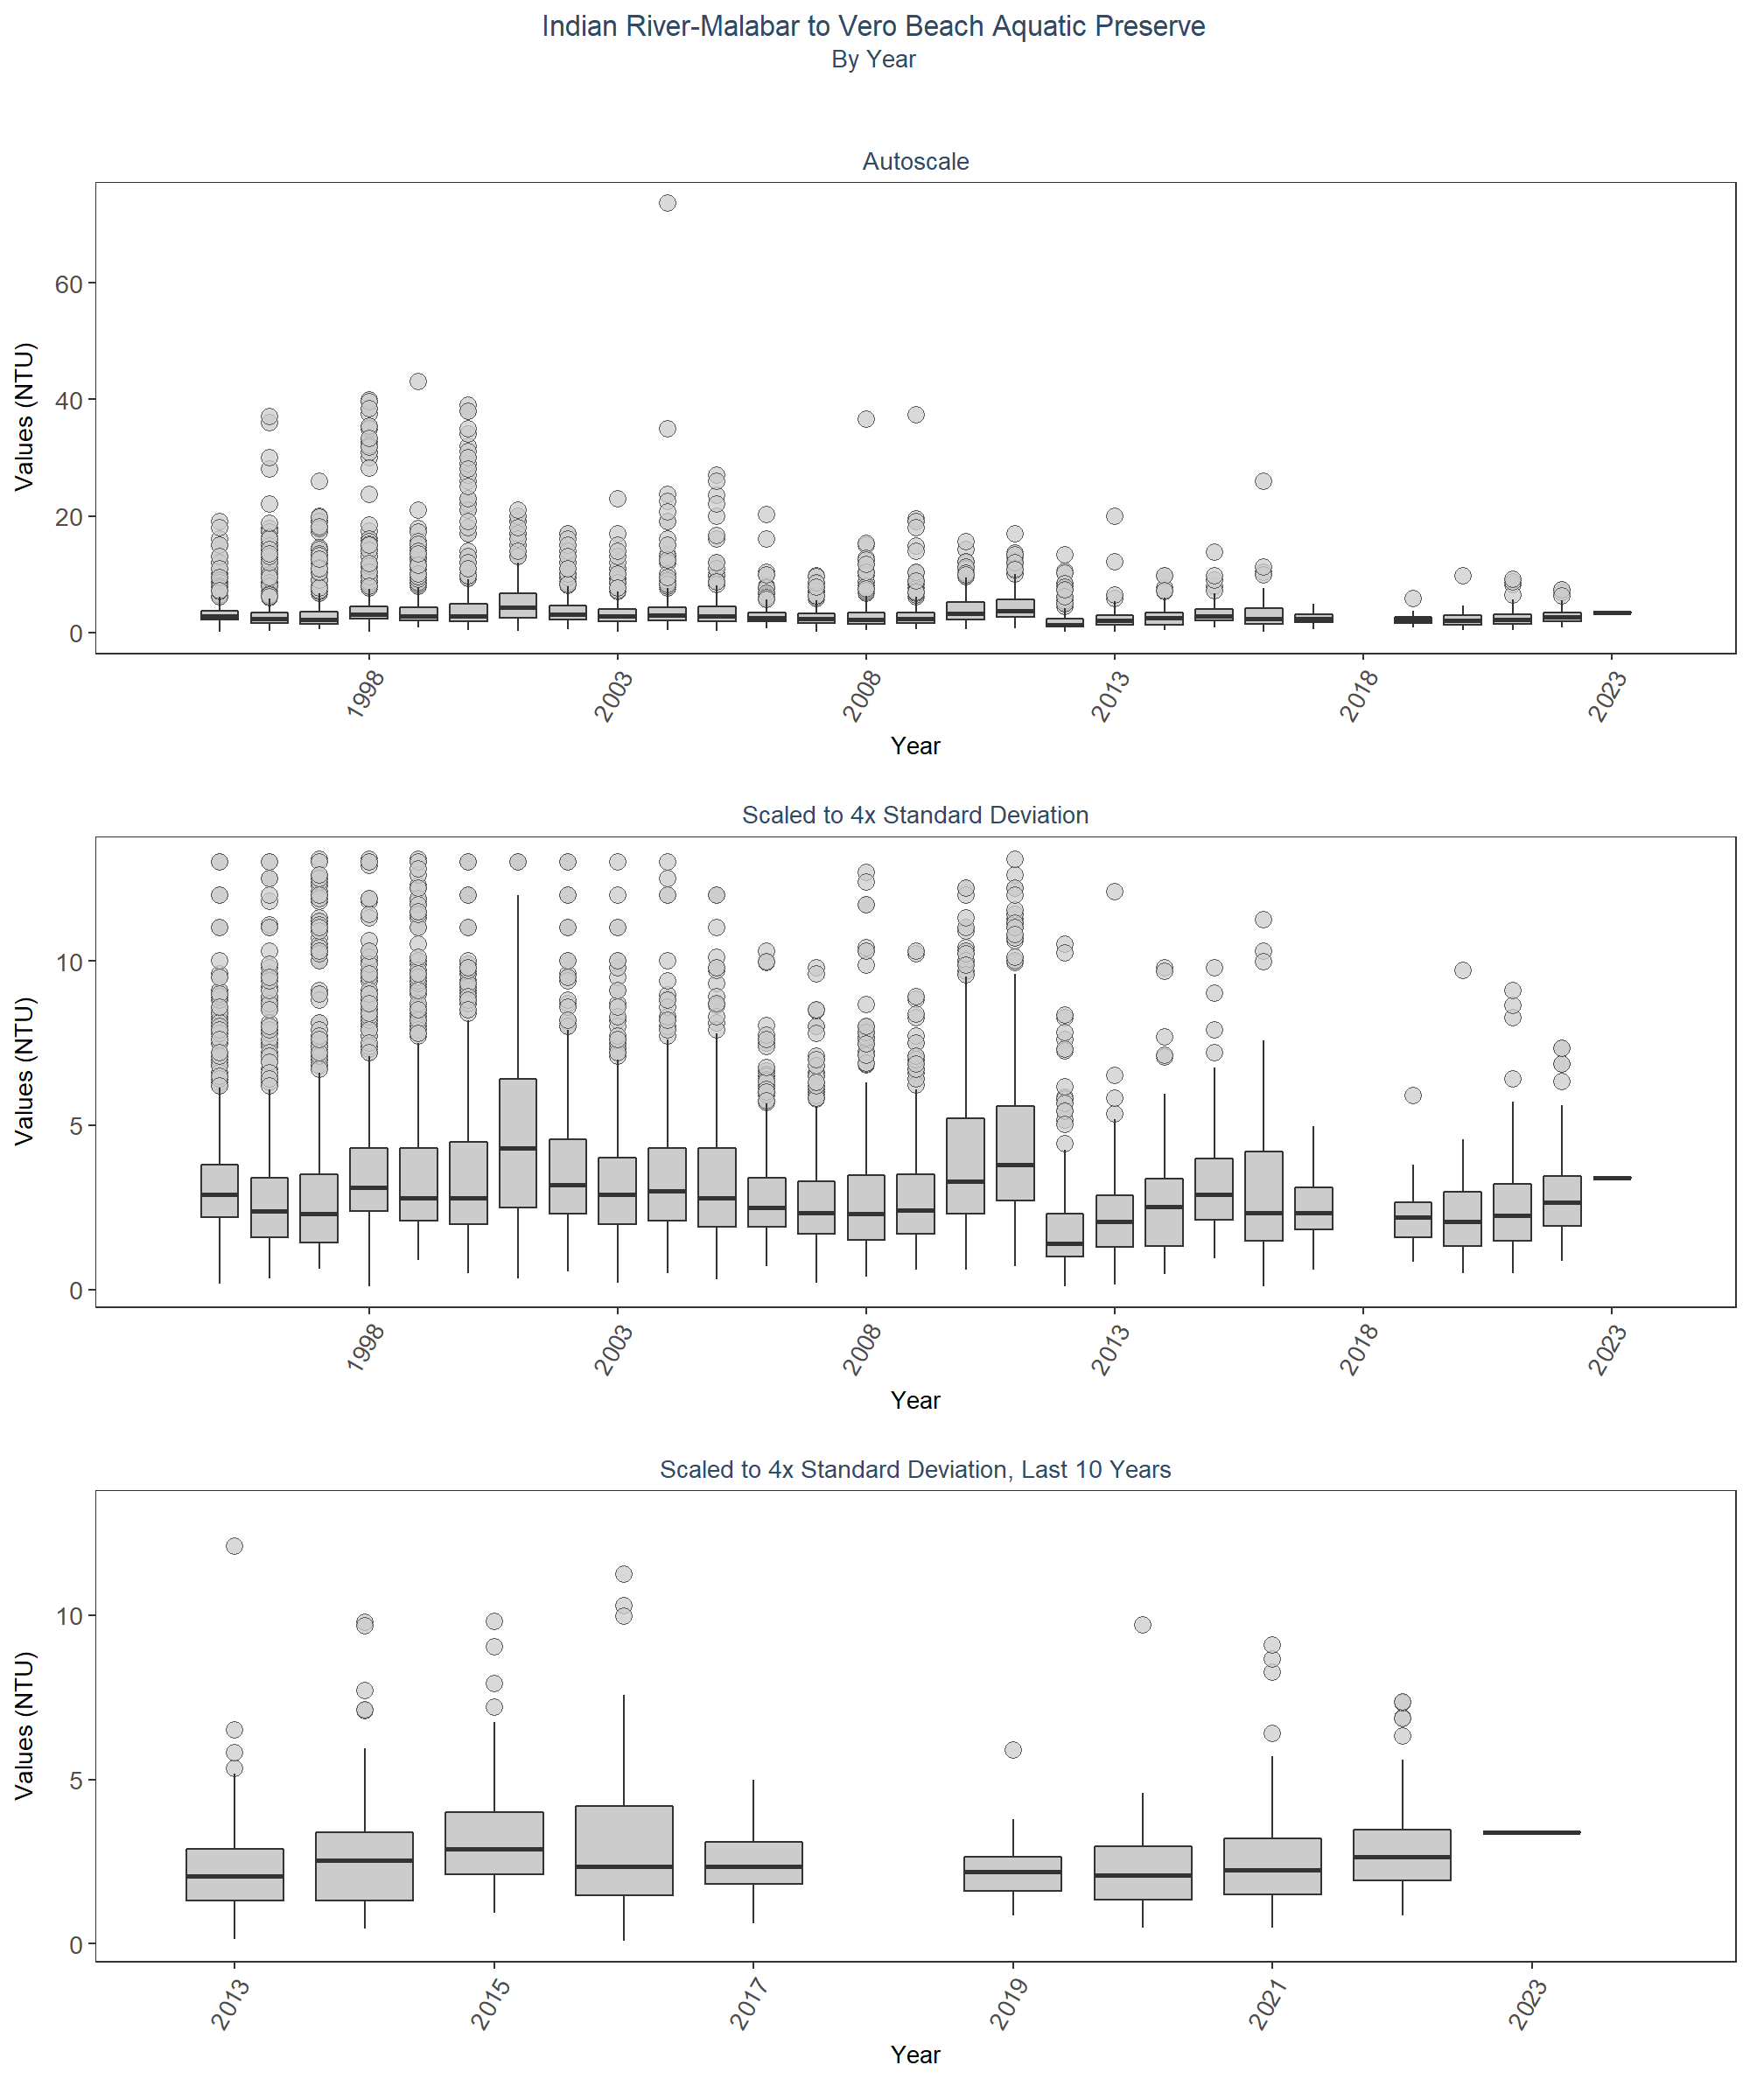 Indian River-Malabar to Vero Beach Aquatic Preserve
By Year
Autoscale
Values (NTU)
60
40
20
0
1998
2003
2008
2013
2018
2023
Year
Scaled to 4x Standard Deviation
Values (NTU)
10
5
0
1998
2003
2008
2013
2018
2023
Year
Scaled to 4x Standard Deviation, Last 10 Years
Values (NTU)
10
5
0
2013
2015
2017
2019
2021
2023
Year